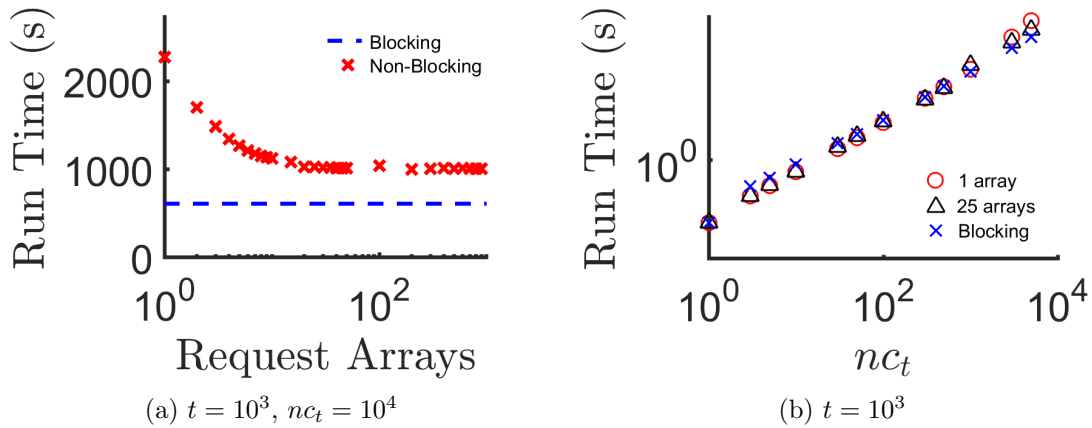 Run Time (s)
2000
1000
0
10^0
10^2
Request Arrays
Blocking
Non-Blocking
(a) t = 10^3, nc_t = 10^4
Run Time (s)
10^0
10^0
10^2
10^4
nc_t
1 array
25 arrays
Blocking
(b) t = 10^3